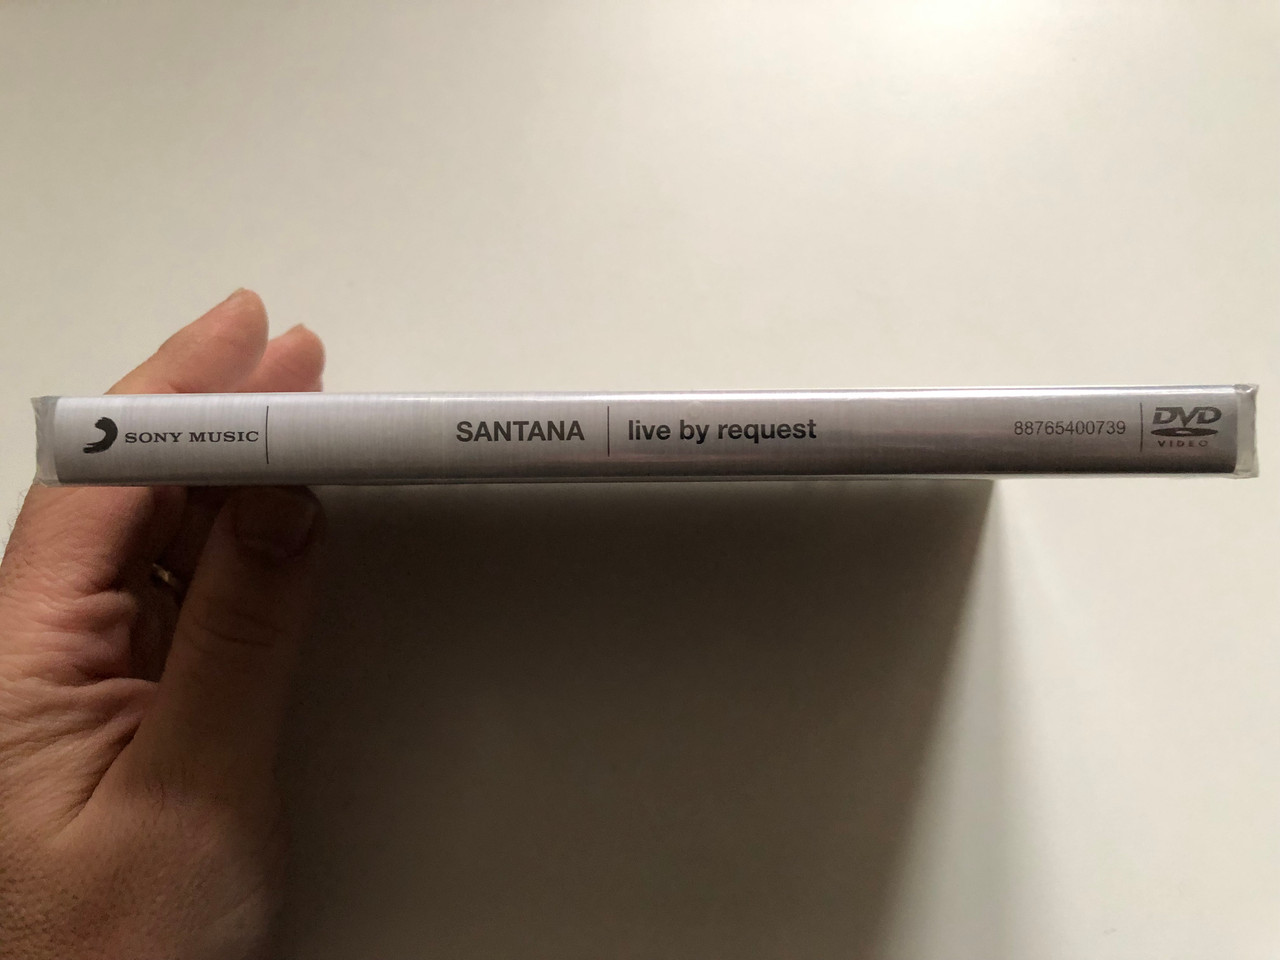 SONY MUSIC
SANTANA
live by request
88765400739
DVD
VIDEO